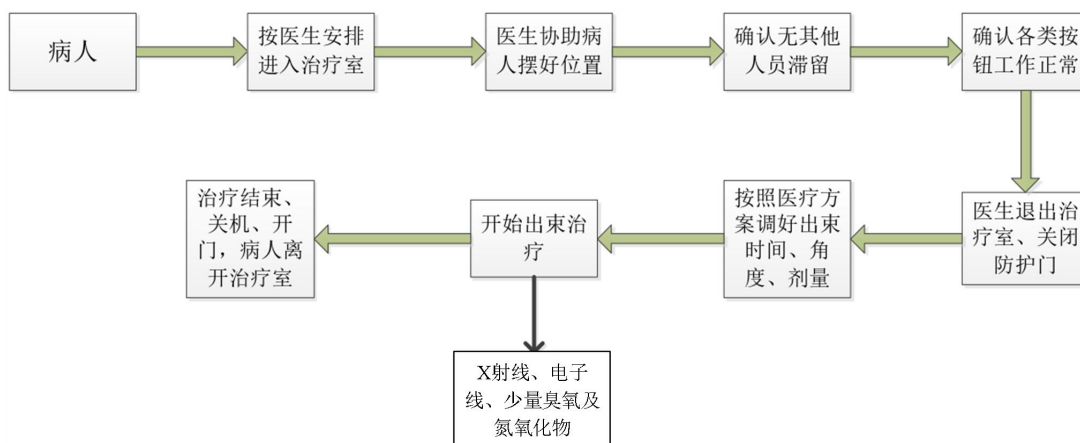 病人
按医生安排
进入治疗室
医生协助病
人摆好位置
确认无其他
人员滞留
确认各类按
钮工作正常
医生退出治
疗室、关闭
防护门
按照医疗方
案调好出束
时间、角
度、剂量
开始出束治
疗
治疗结束、
关机、开
门，病人离
开治疗室
X射线、电子
线、少量臭氧及
氮氧化物